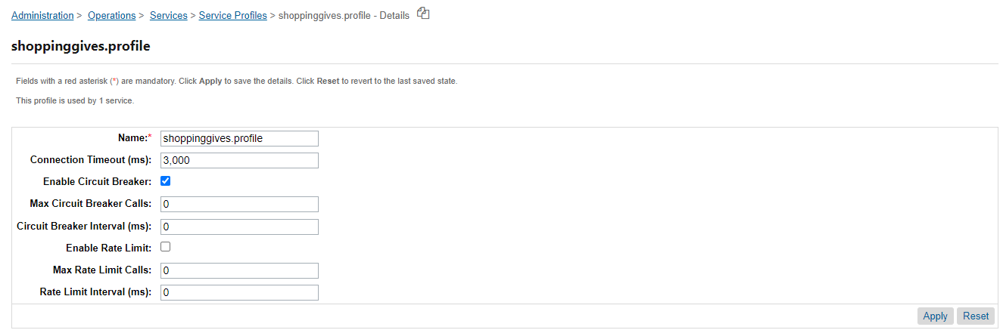 Administration > Operations > Services > Service Profiles > shoppinggives.profile - Details
shoppinggives.profile
Fields with a red asterisk (*) are mandatory. Click Apply to save the details. Click Reset to revert to the last saved state.
This profile is used by 1 service.
Name:* shoppinggives.profile
Connection Timeout (ms): 3,000
Enable Circuit Breaker:
Max Circuit Breaker Calls: 0
Circuit Breaker Interval (ms): 0
Enable Rate Limit:
Max Rate Limit Calls: 0
Rate Limit Interval (ms): 0
Apply Reset